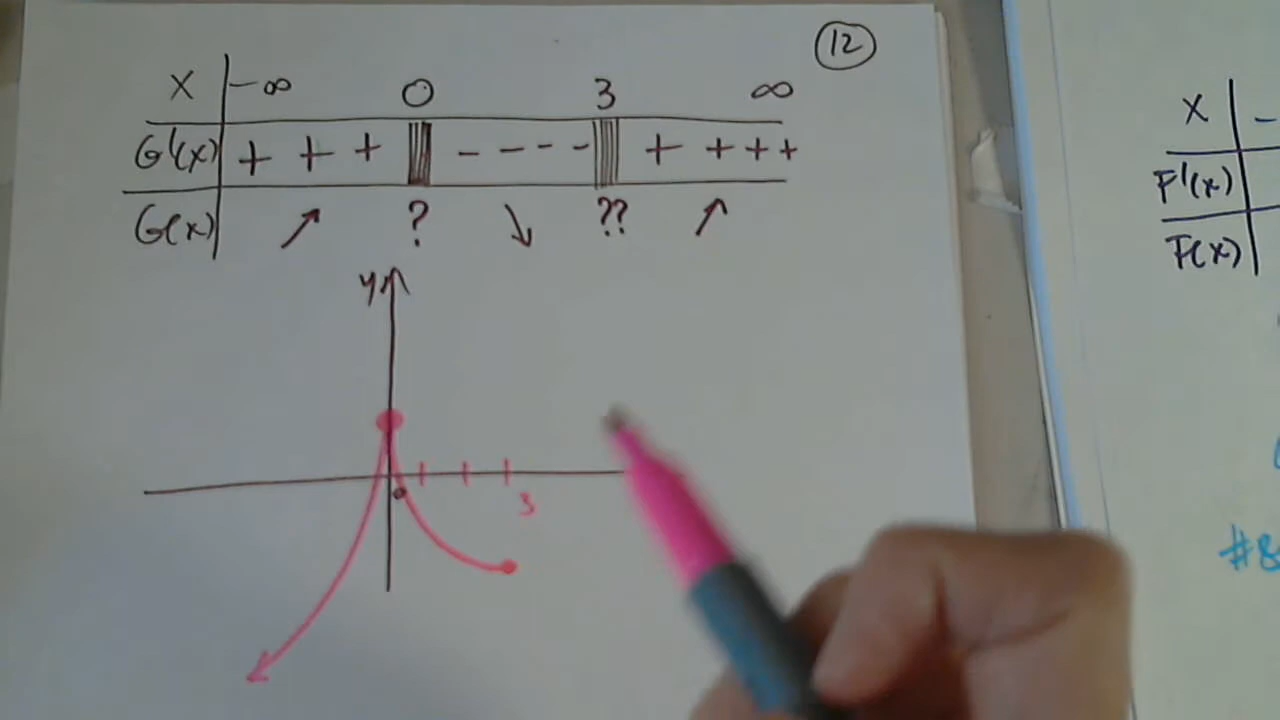 12
X -∞ 0 3 ∞
G'(x) + + + - - - - + + + +
G(x) ↗ ? ↘ ?? ↗
y
3
X -
F'(x)
F(x)
#8